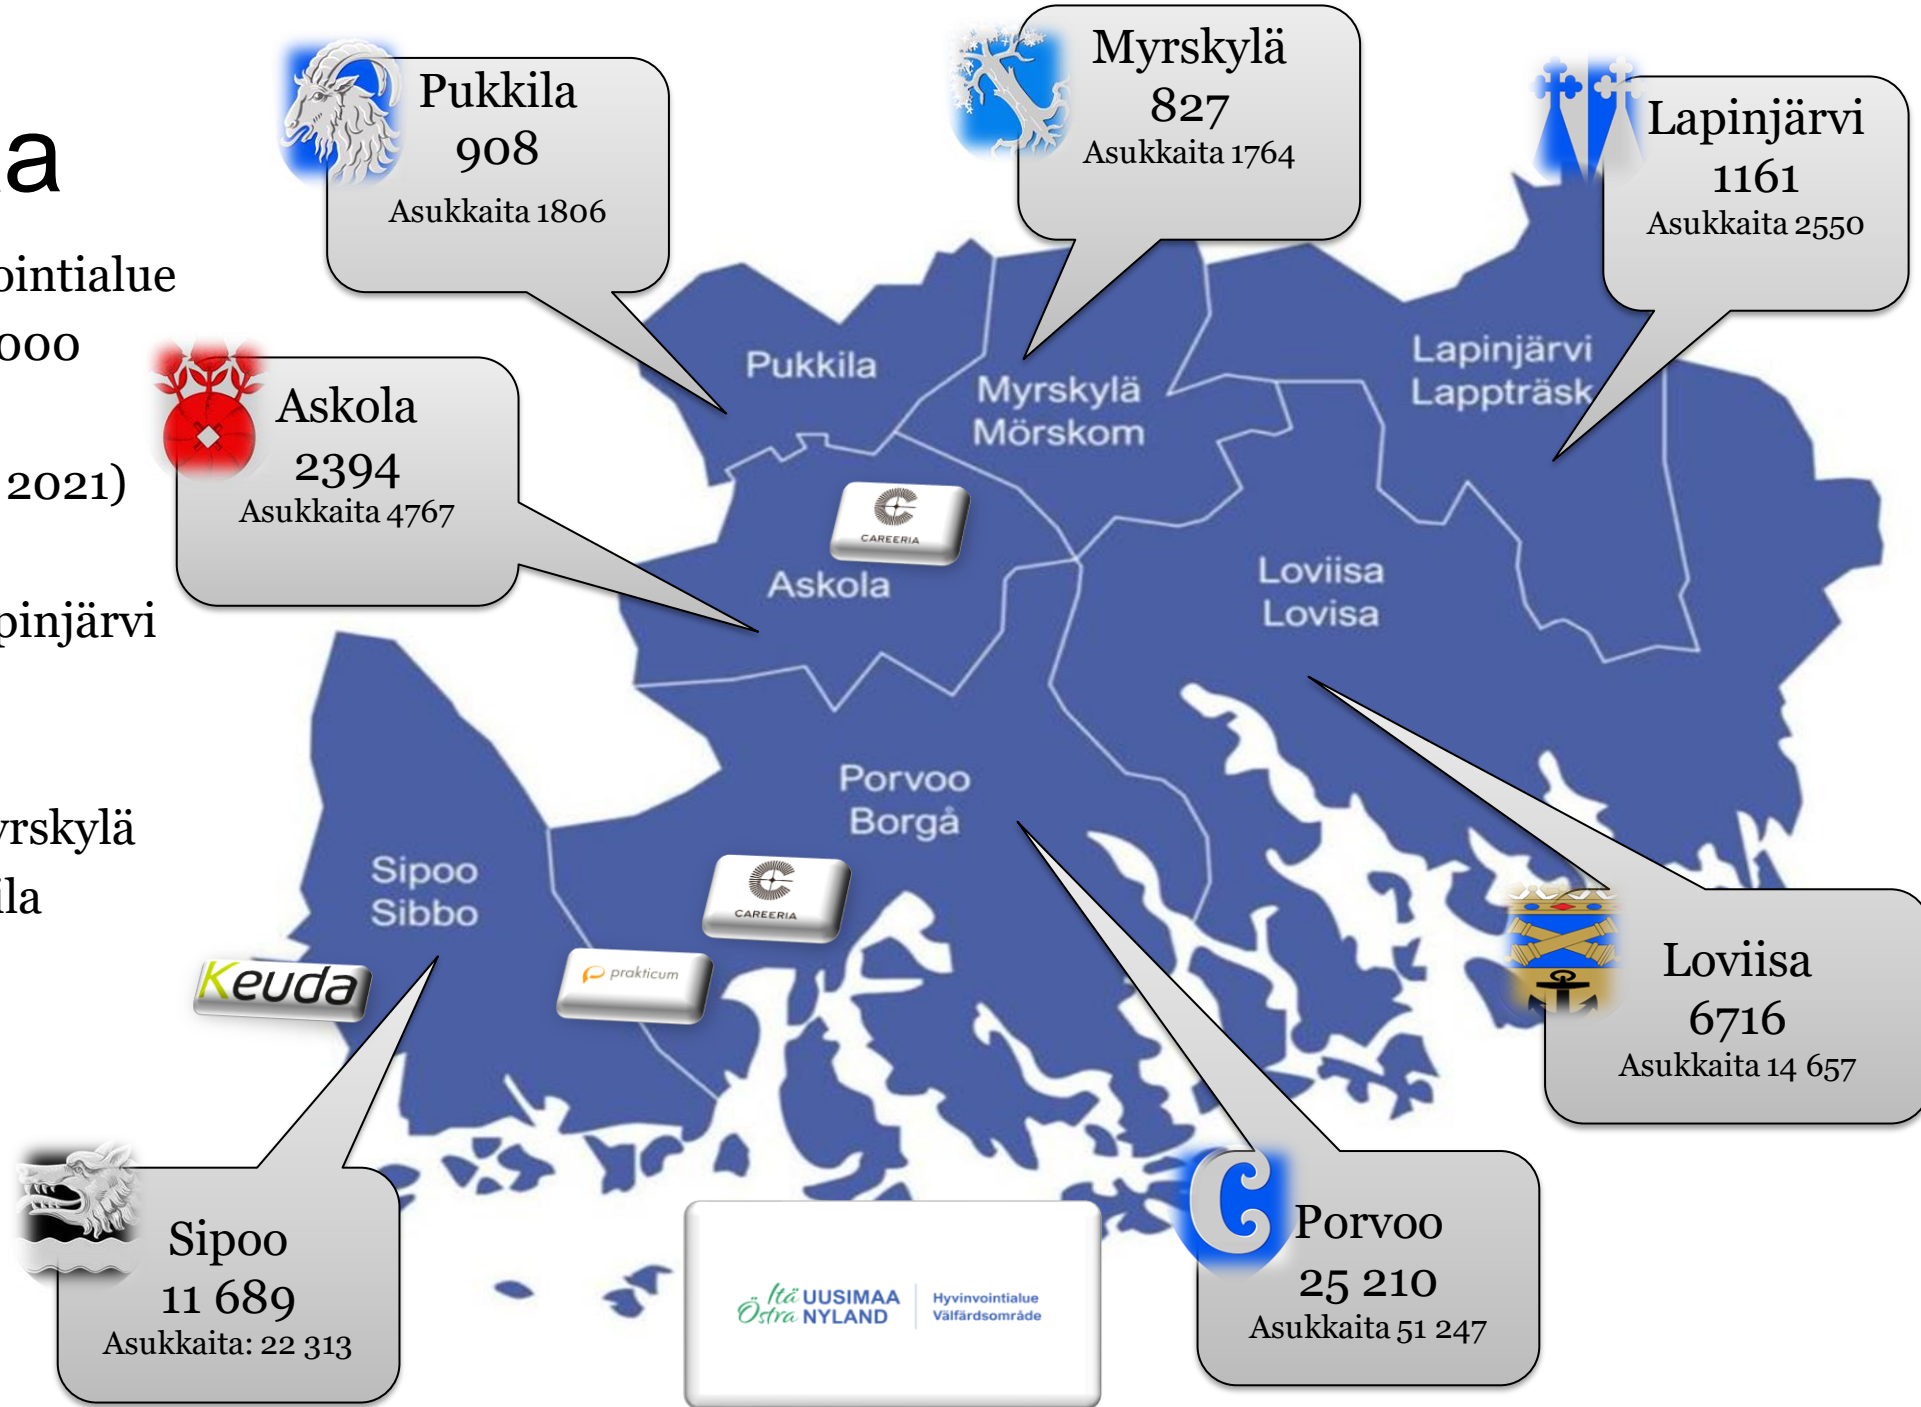 ointialue
000
2021)
pinjärvi
yrskylä
ila
Pukkila
908
Asukkaita 1806
Myrskylä
827
Asukkaita 1764
Lapinjärvi
1161
Asukkaita 2550
Askola
2394
Asukkaita 4767
Pukkila
Myrskylä
Mörskom
Lapinjärvi
Lappträsk
CAREERIA
Askola
Loviisa
Lovisa
Porvoo
Borgå
Sipoo
Sibbo
CAREERIA
prakticum
Keuda
Loviisa
6716
Asukkaita 14 657
Sipoo
11 689
Asukkaita: 22 313
Porvoo
25 210
Asukkaita 51 247
Itä UUSIMAA
Östra NYLAND
Hyvinvointialue
Välfärdsområde